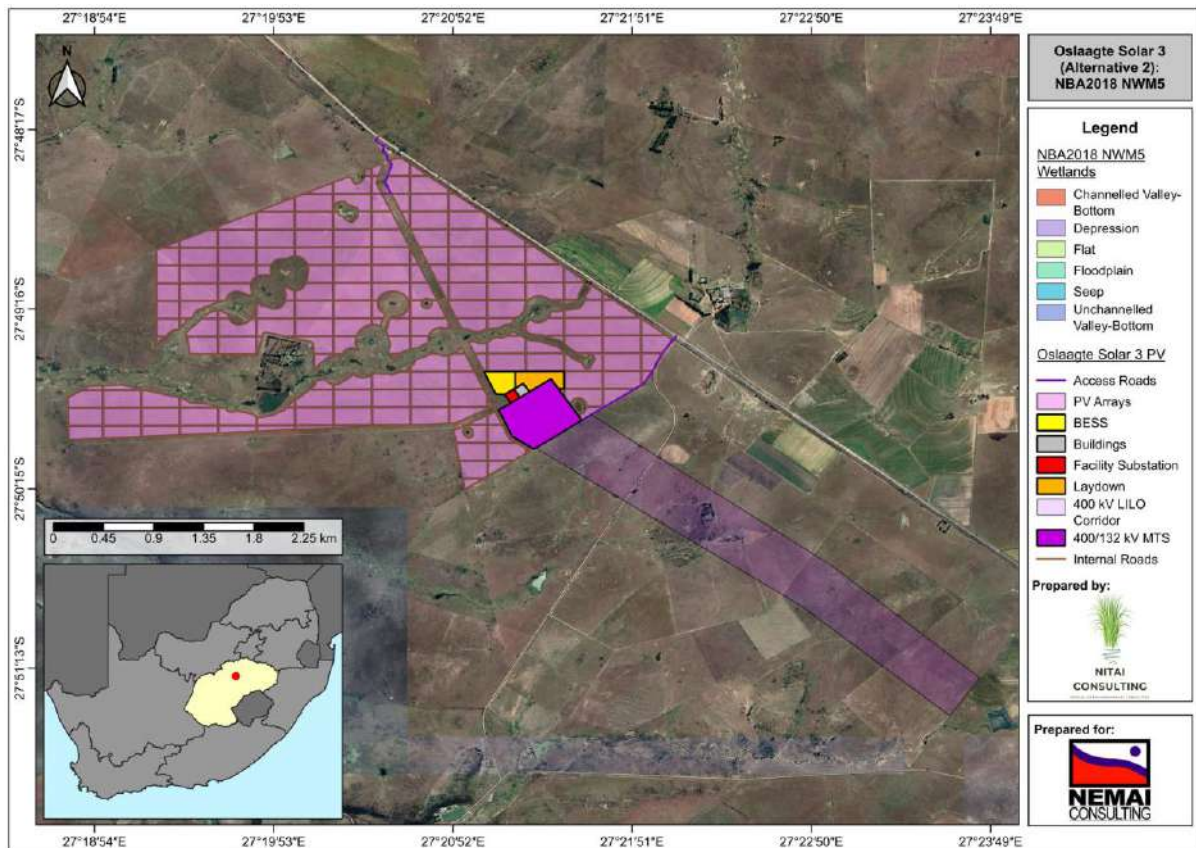 27°18'54"E 27°19'53"E 27°20'52"E 27°21'51"E 27°22'50"E 27°23'49"E
N
27°48'17"S
27°49'16"S
27°50'15"S
27°51'13"S
0 0.45 0.9 1.35 1.8 2.25 km
27°18'54"E 27°19'53"E 27°20'52"E 27°21'51"E 27°22'50"E 27°23'49"E
Oslaagte Solar 3
(Alternative 2):
NBA2018 NWM5
Legend
NBA2018 NWM5
Wetlands
Channelled Valley-
Bottom
Depression
Flat
Floodplain
Seep
Unchannelled
Valley-Bottom
Oslaagte Solar 3 PV
Access Roads
PV Arrays
BESS
Buildings
Facility Substation
Laydown
400 kV LILO
Corridor
400/132 kV MTS
Internal Roads
Prepared by:
NITAI
CONSULTING
Prepared for:
NEMAI
CONSULTING